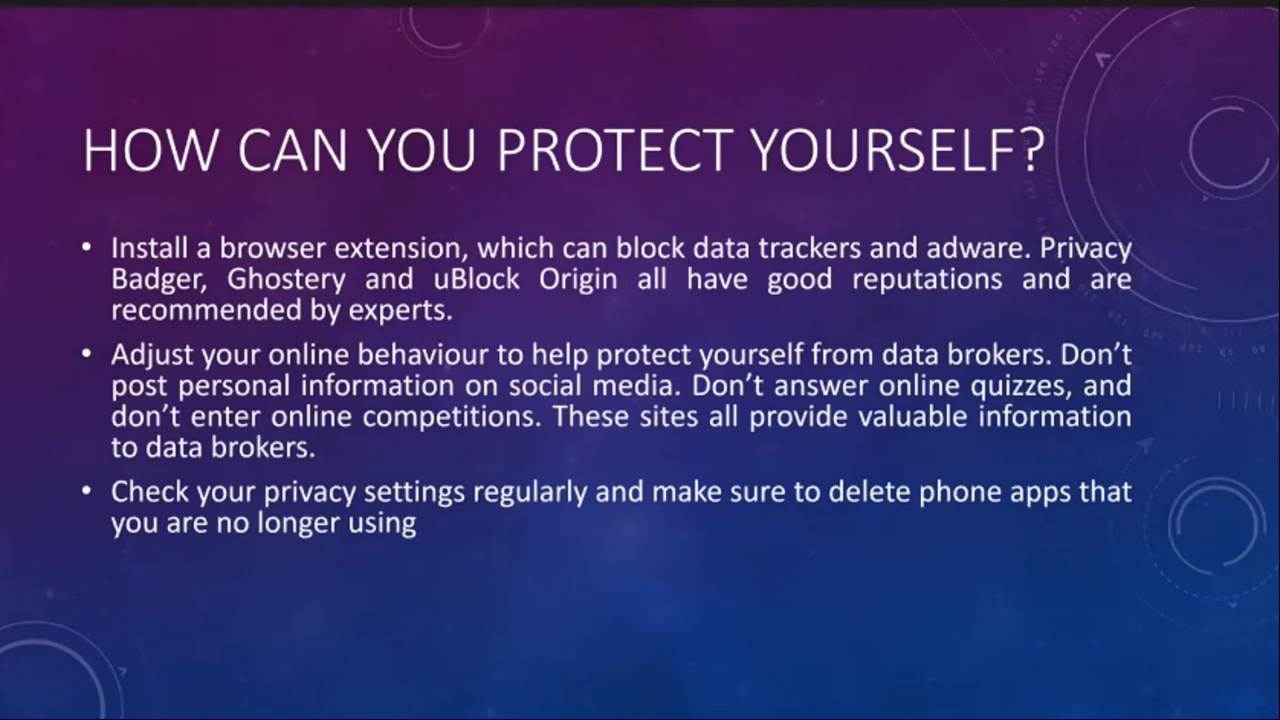 HOW CAN YOU PROTECT YOURSELF?
• Install a browser extension, which can block data trackers and adware. Privacy
Badger, Ghostery and uBlock Origin all have good reputations and are
recommended by experts.
• Adjust your online behaviour to help protect yourself from data brokers. Don’t
post personal information on social media. Don’t answer online quizzes, and
don’t enter online competitions. These sites all provide valuable information
to data brokers.
• Check your privacy settings regularly and make sure to delete phone apps that
you are no longer using